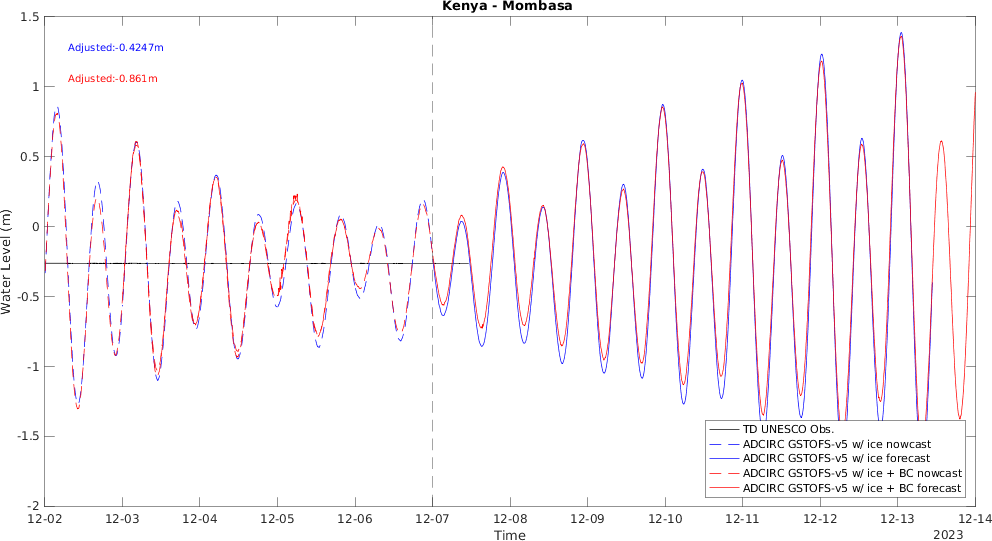 Kenya - Mombasa
Adjusted:-0.4247m
Adjusted:-0.861m
Water Level (m)
1.5
1
0.5
0
-0.5
-1
-1.5
-2
TD UNESCO Obs.
ADCIRC GSTOFS-v5 w/ ice nowcast
ADCIRC GSTOFS-v5 w/ ice forecast
ADCIRC GSTOFS-v5 w/ ice + BC nowcast
ADCIRC GSTOFS-v5 w/ ice + BC forecast
12-02 12-03 12-04 12-05 12-06 12-07 12-08 12-09 12-10 12-11 12-12 12-13 12-14
Time
2023